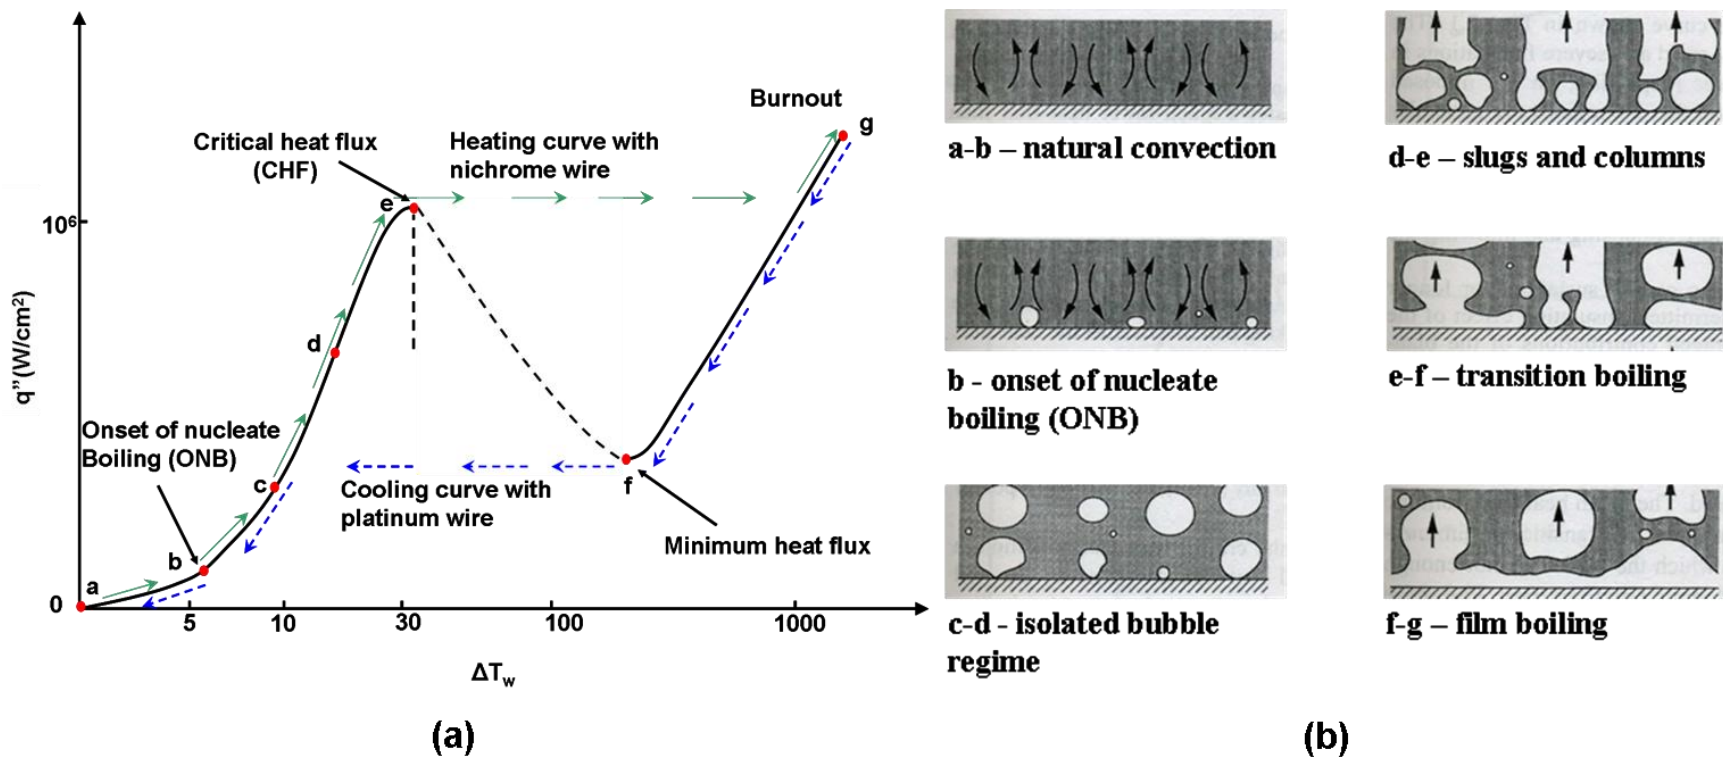 Burnout
g
Critical heat flux
(CHF)
Heating curve with
nichrome wire
e
10⁶
q”(W/cm²)
d
Onset of nucleate
Boiling (ONB)
c
Cooling curve with
platinum wire
f
Minimum heat flux
b
a
0
5
10
30
100
1000
ΔTw
(a)
a-b – natural convection
d-e – slugs and columns
b - onset of nucleate
boiling (ONB)
e-f – transition boiling
c-d - isolated bubble
regime
f-g – film boiling
(b)